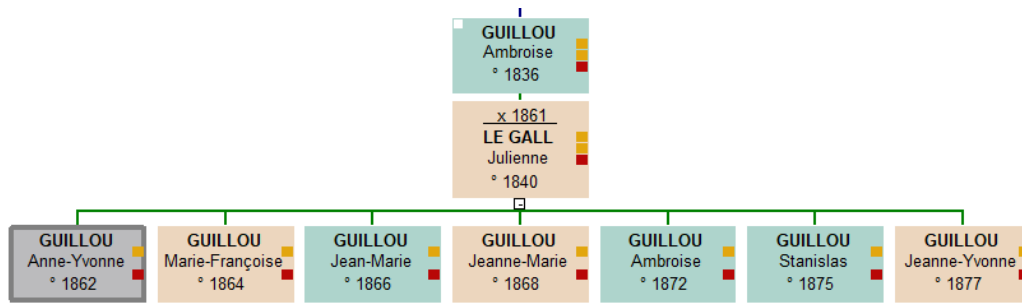 GUILLOU
Ambroise
° 1836
x 1861
LE GALL
Julienne
° 1840
GUILLOU
Anne-Yvonne
° 1862
GUILLOU
Marie-Françoise
° 1864
GUILLOU
Jean-Marie
° 1866
GUILLOU
Jeanne-Marie
° 1868
GUILLOU
Ambroise
° 1872
GUILLOU
Stanislas
° 1875
GUILLOU
Jeanne-Yvonne
° 1877